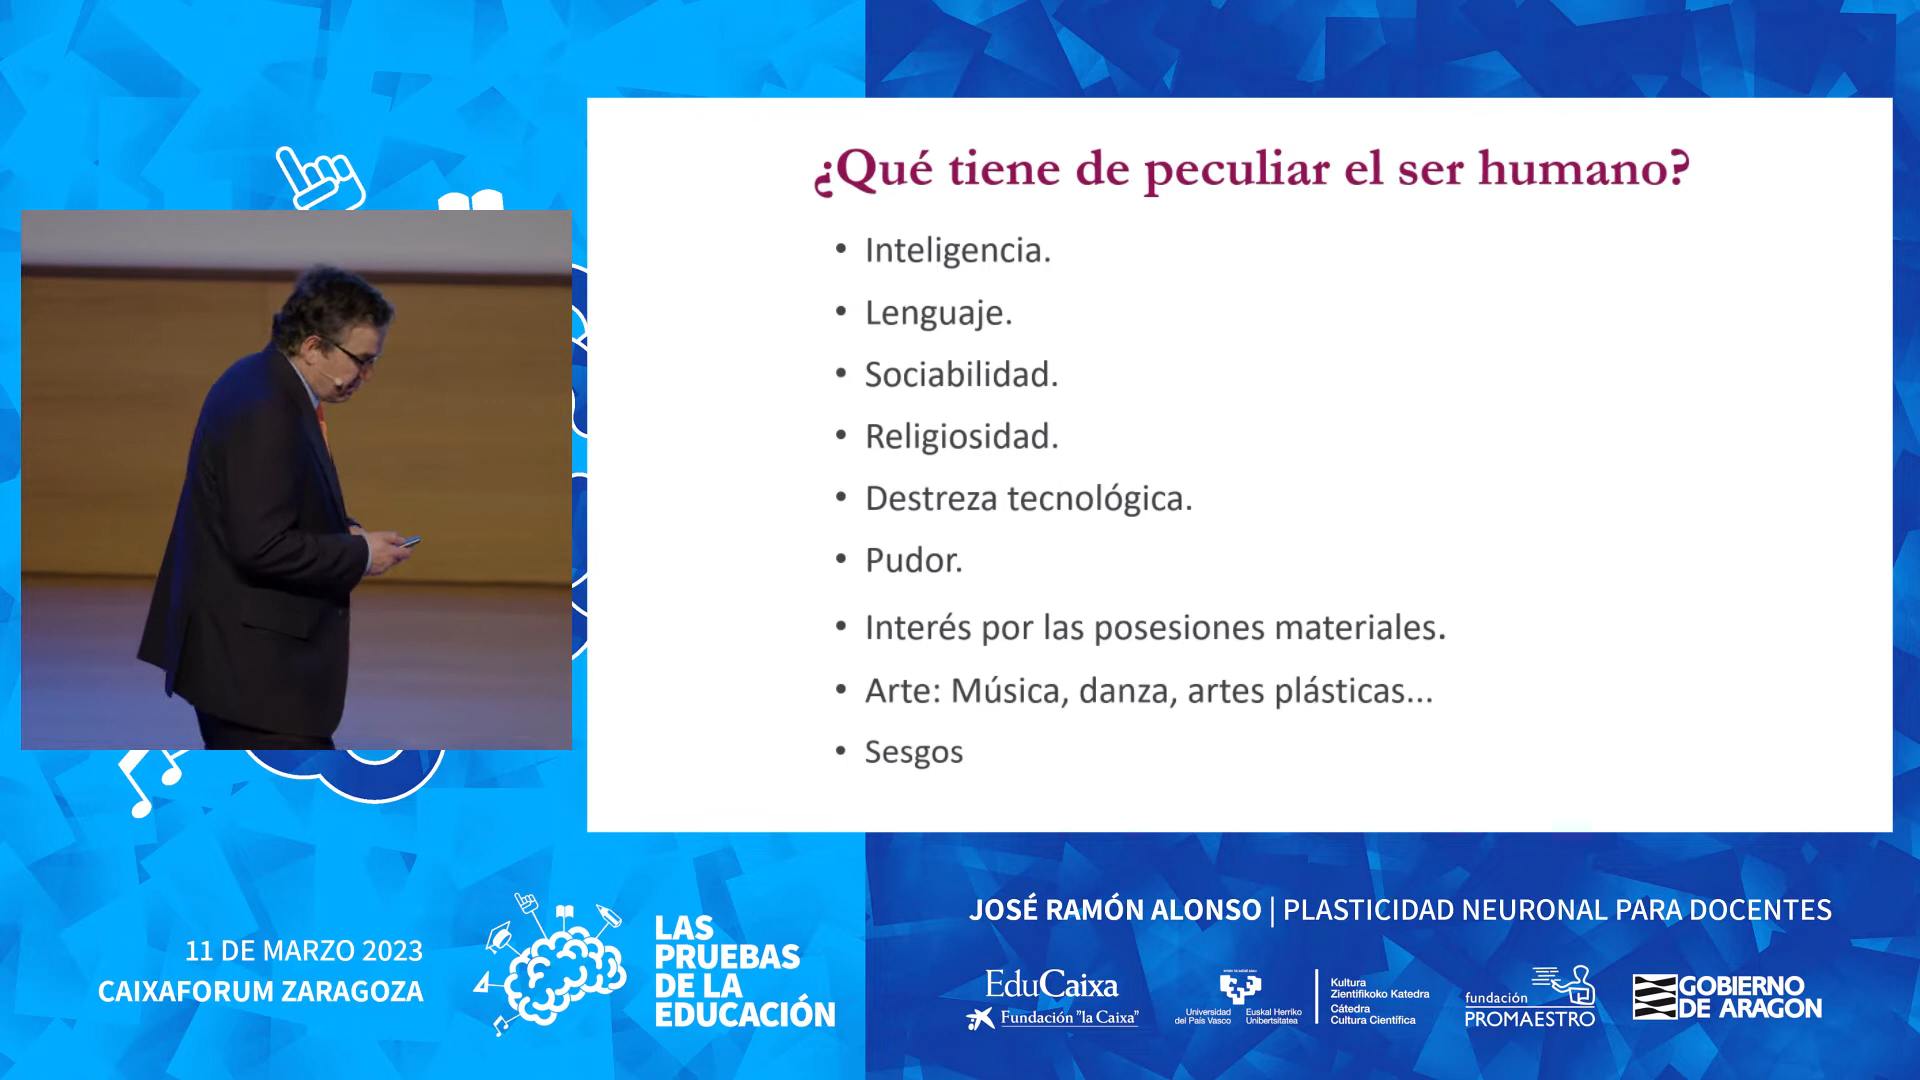 ¿Qué tiene de peculiar el ser humano?
• Inteligencia.
• Lenguaje.
• Sociabilidad.
• Religiosidad.
• Destreza tecnológica.
• Pudor.
• Interés por las posesiones materiales.
• Arte: Música, danza, artes plásticas...
• Sesgos
11 DE MARZO 2023
CAIXAFORUM ZARAGOZA
LAS
PRUEBAS
DE LA
EDUCACIÓN
JOSÉ RAMÓN ALONSO | PLASTICIDAD NEURONAL PARA DOCENTES
EduCaixa
Fundación "la Caixa"
Universidad
del País Vasco
Euskal Herriko
Unibertsitatea
Kultura
Zientifikoko Katedra
Cátedra
Cultura Científica
fundación
PROMAESTRO
GOBIERNO
DE ARAGON